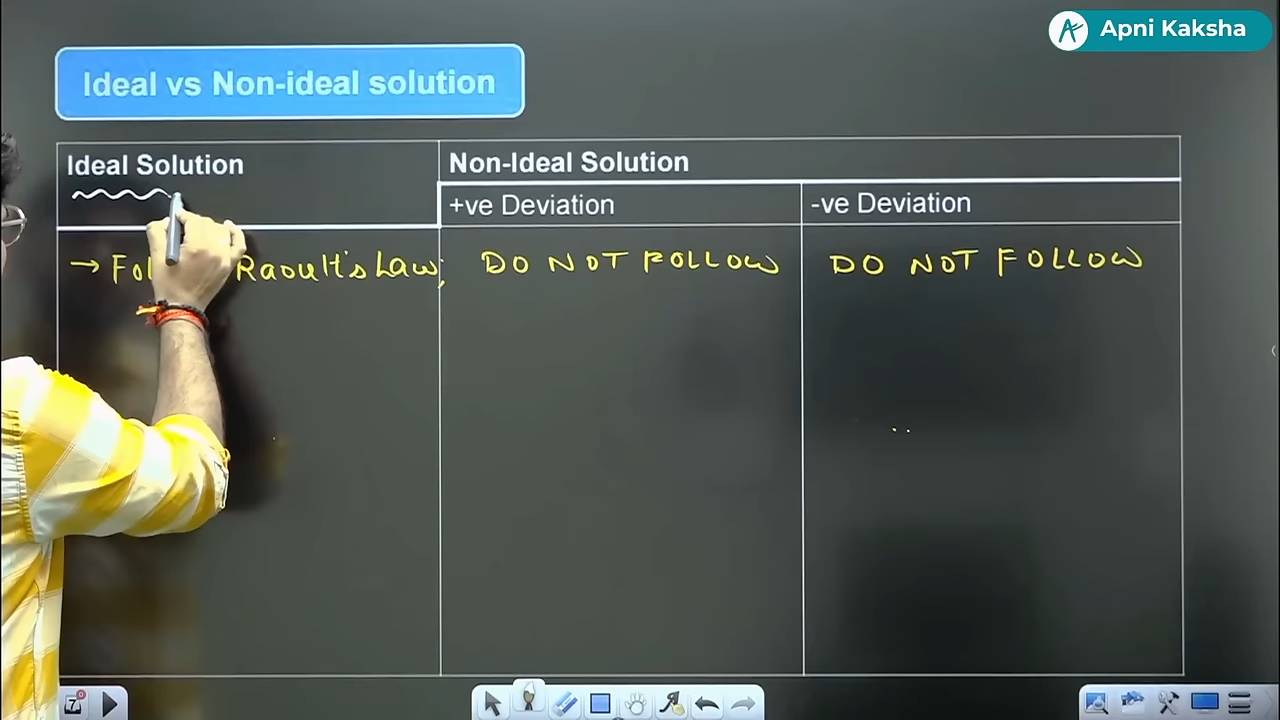 Apni Kaksha
Ideal vs Non-ideal solution
Ideal Solution
Non-Ideal Solution
+ve Deviation
-ve Deviation
→ Raoult's Law;
DO NOT FOLLOW
DO NOT FOLLOW